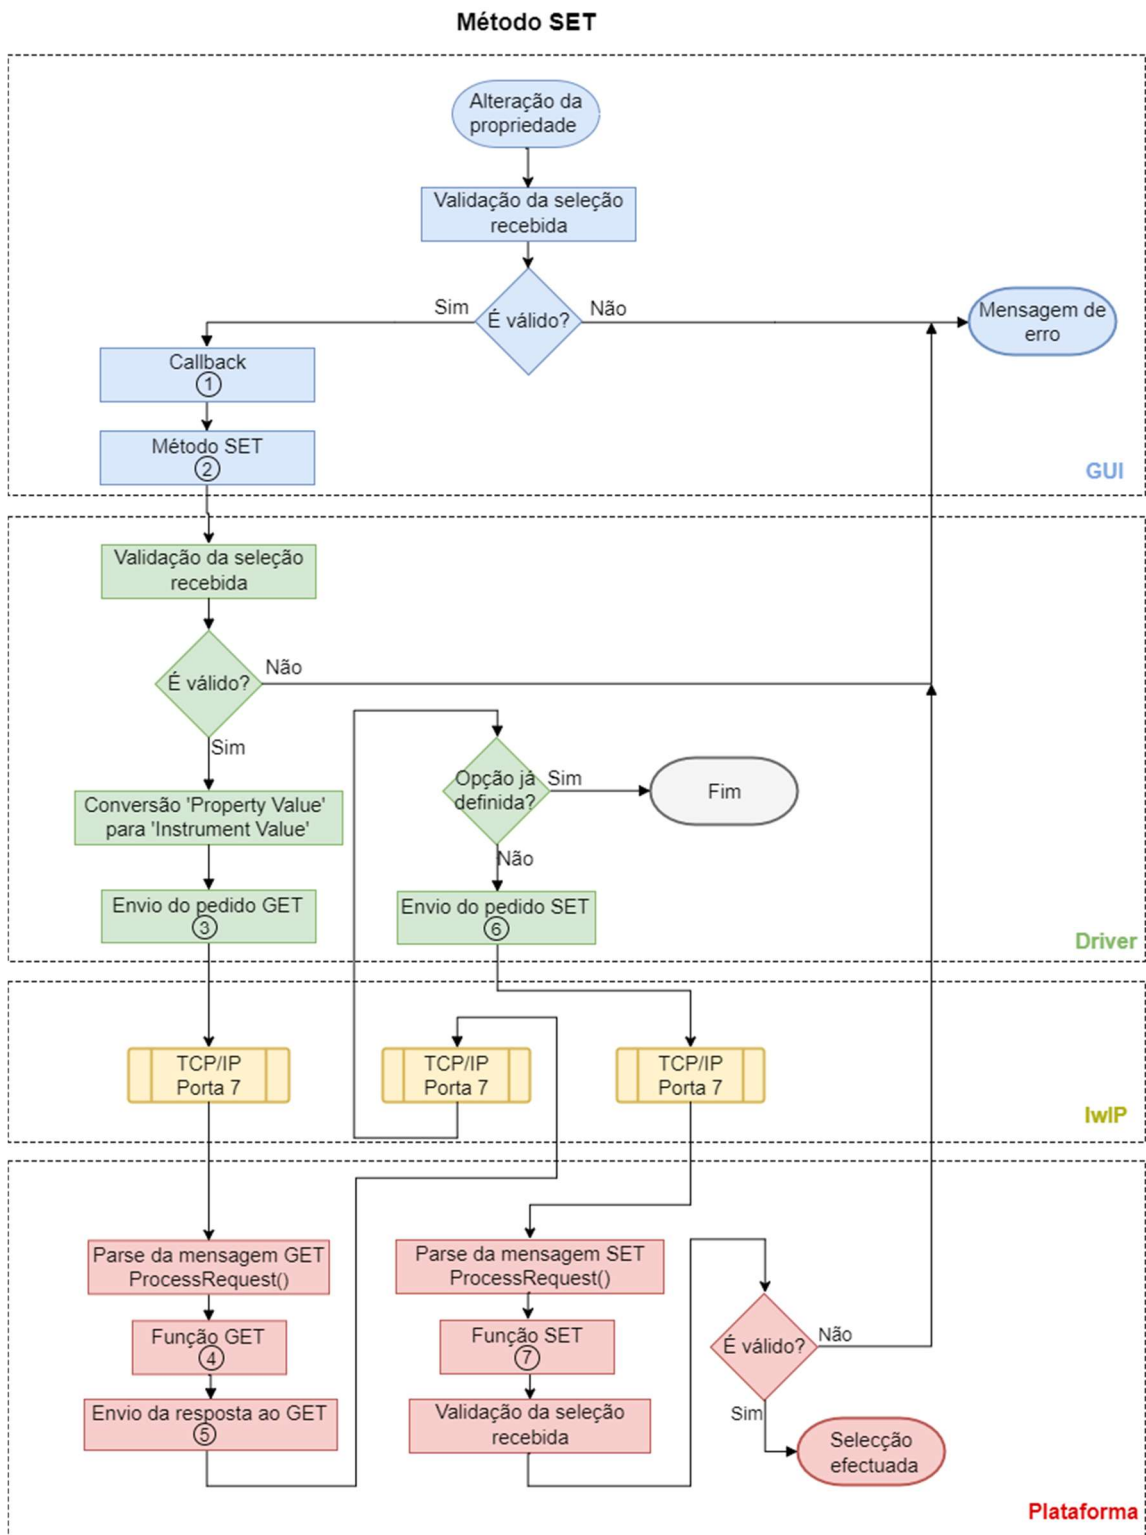 Método SET
Alteração da
propriedade
Validação da seleção
recebida
Sim
É válido?
Não
Mensagem de
erro
Callback
1
Método SET
2
GUI
Validação da seleção
recebida
É válido?
Não
Sim
Opção já
definida?
Sim
Fim
Não
Conversão 'Property Value'
para 'Instrument Value'
Envio do pedido GET
3
Envio do pedido SET
6
Driver
TCP/IP
Porta 7
TCP/IP
Porta 7
TCP/IP
Porta 7
lwIP
Parse da mensagem GET
ProcessRequest()
Função GET
4
Envio da resposta ao GET
5
Parse da mensagem SET
ProcessRequest()
Função SET
7
Validação da seleção
recebida
É válido?
Não
Sim
Selecção
efectuada
Plataforma